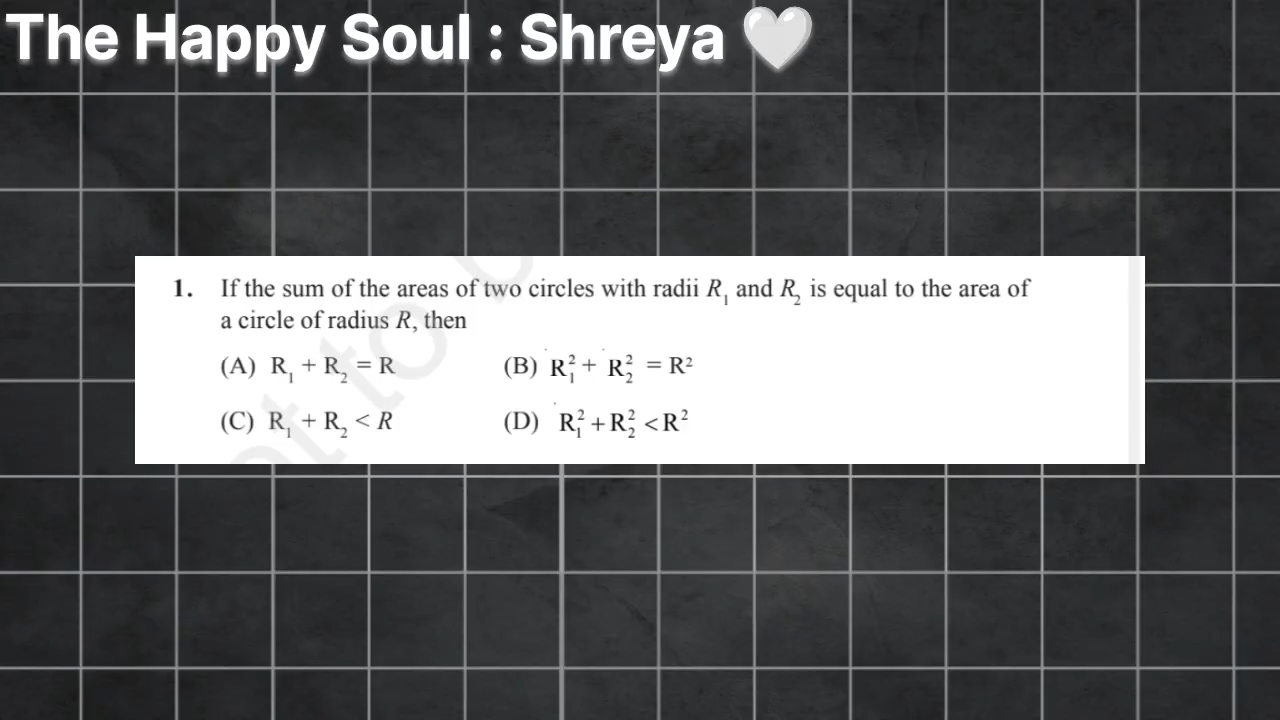 The Happy Soul : Shreya 🤍
1. If the sum of the areas of two circles with radii R₁ and R₂ is equal to the area of
a circle of radius R, then
(A) R₁ + R₂ = R (B) R₁² + R₂² = R²
(C) R₁ + R₂ < R (D) R₁² + R₂² < R²